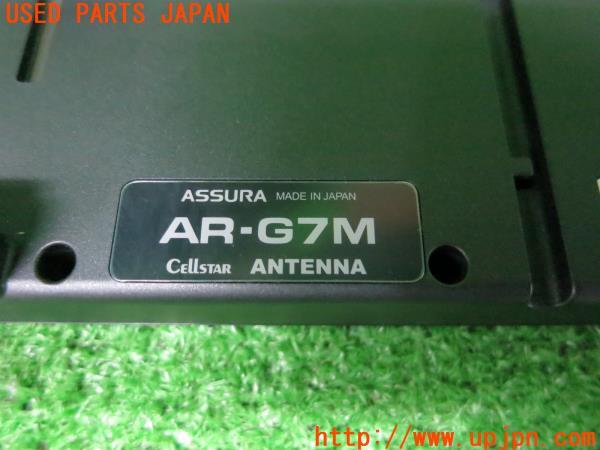 USED PARTS JAPAN
ASSURA MADE IN JAPAN
AR-G7M
CELLSTAR ANTENNA
http://www.upjpn.com